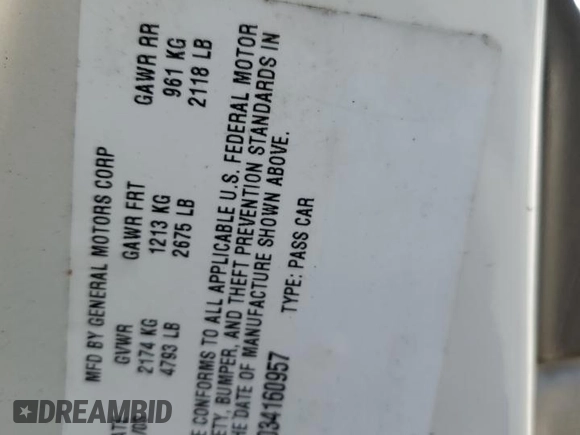 MFD BY GENERAL MOTORS CORP
GVWR GAWR FRT GAWR RR
2174 KG 1213 KG 961 KG
4793 LB 2675 LB 2118 LB
CONFORMS TO ALL APPLICABLE U.S. FEDERAL MOTOR
BUMPER, AND THEFT PREVENTION STANDARDS IN
DATE OF MANUFACTURE SHOWN ABOVE.
034160957 TYPE: PASS CAR
DREAMBID